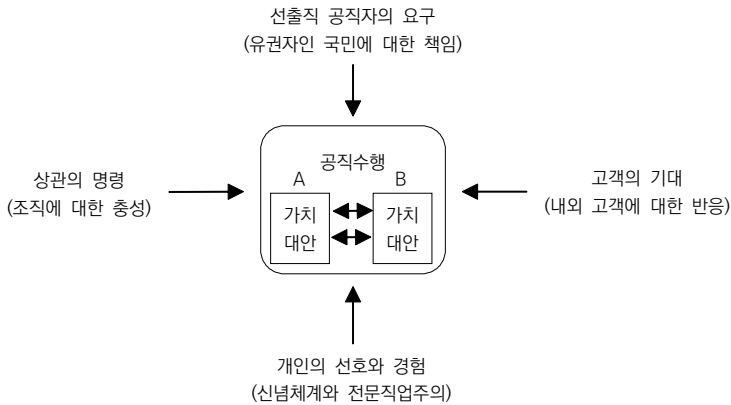 선출직 공직자의 요구
(유권자인 국민에 대한 책임)
공직수행
A B
상관의 명령
(조직에 대한 충성)
가치 가치
대안 대안
고객의 기대
(내외 고객에 대한 반응)
개인의 선호와 경험
(신념체계와 전문직업주의)